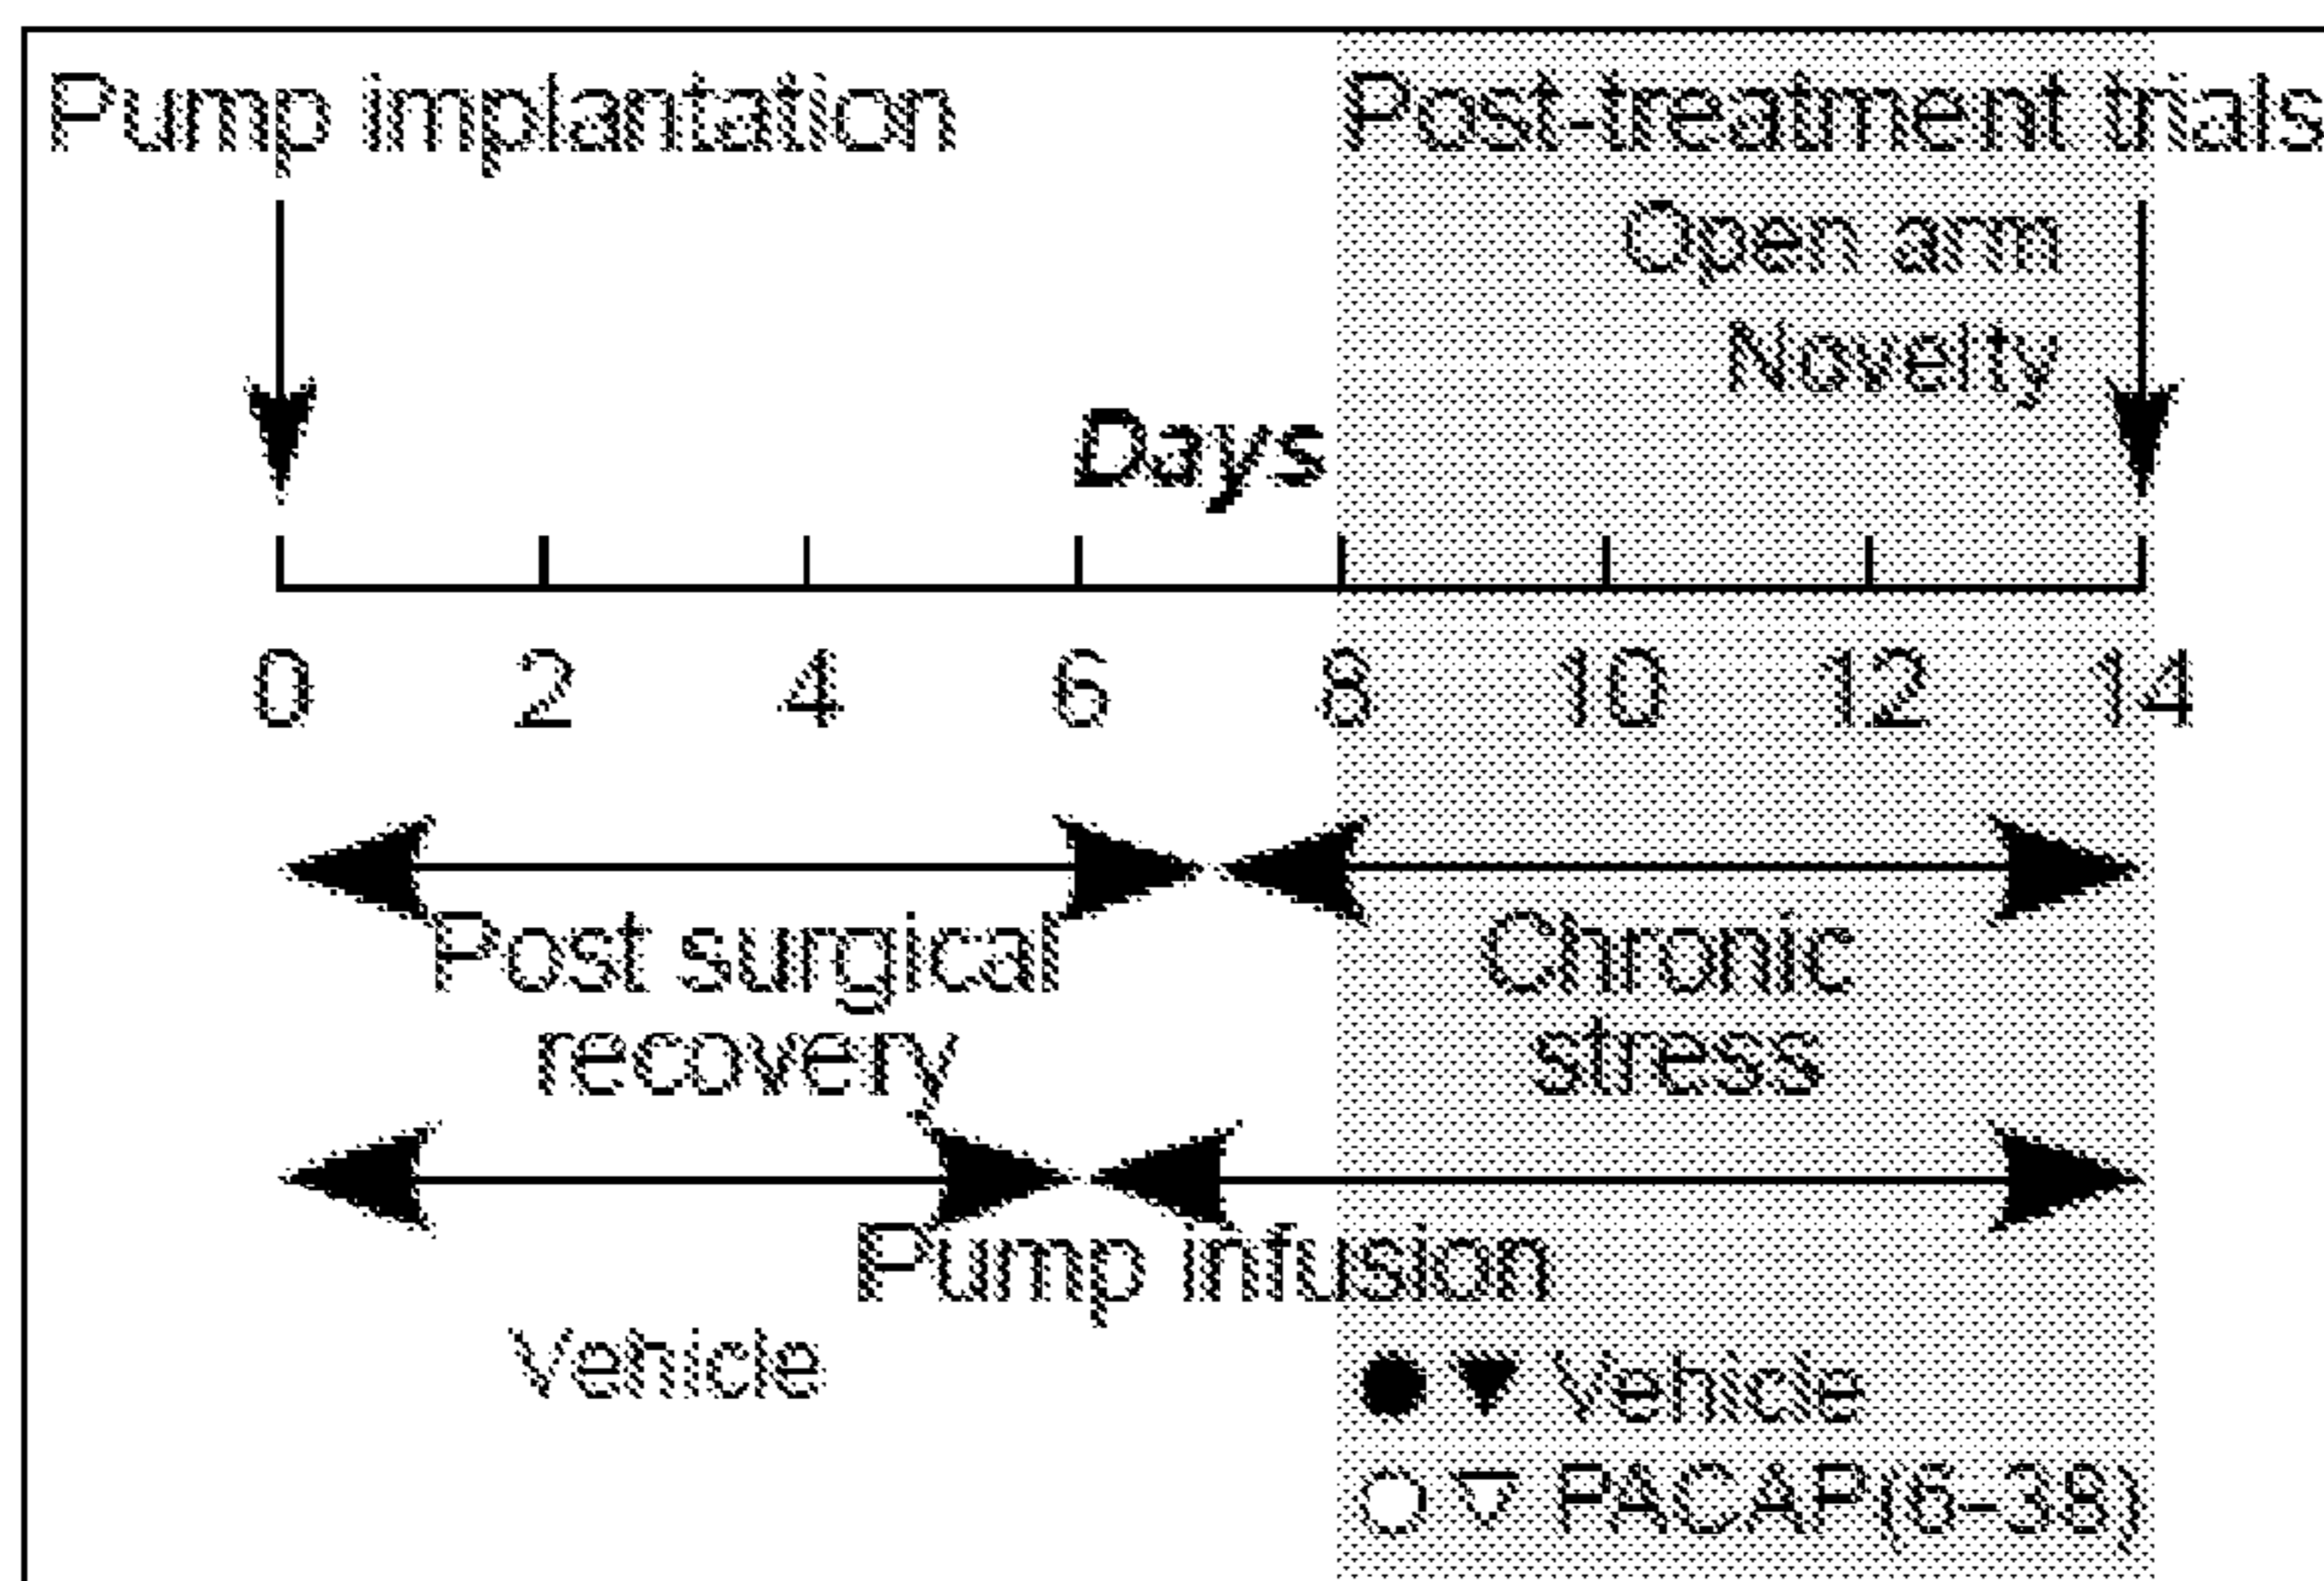 Pump implantation
Post-treatment trials
Open arm
Novelty
Days
0 2 4 6 8 10 12 14
Post surgical
recovery
Chronic
stress
Pump infusion
Vehicle
Vehicle
PACAP(6-38)